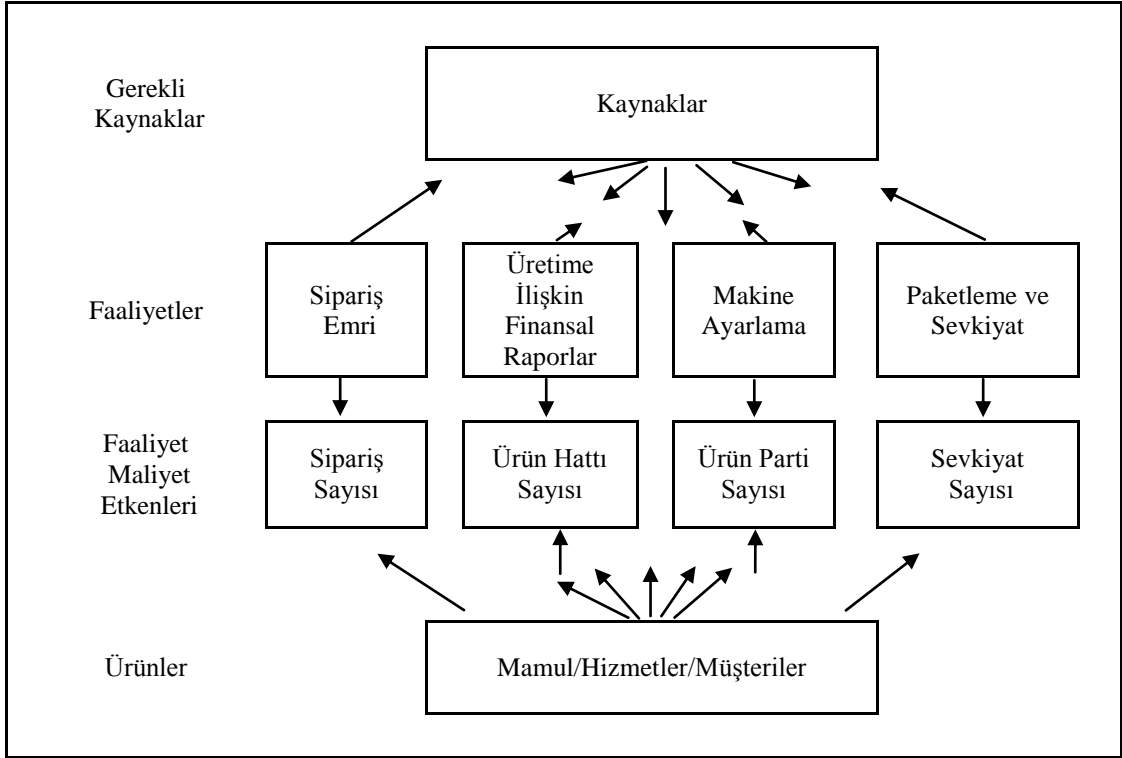 Gerekli
Kaynaklar
Kaynaklar
Faaliyetler
Sipariş
Emri
Üretime
İlişkin
Finansal
Raporlar
Makine
Ayarlama
Paketleme ve
Sevkiyat
Faaliyet
Maliyet
Etkenleri
Sipariş
Sayısı
Ürün Hattı
Sayısı
Ürün Parti
Sayısı
Sevkiyat
Sayısı
Ürünler
Mamul/Hizmetler/Müşteriler